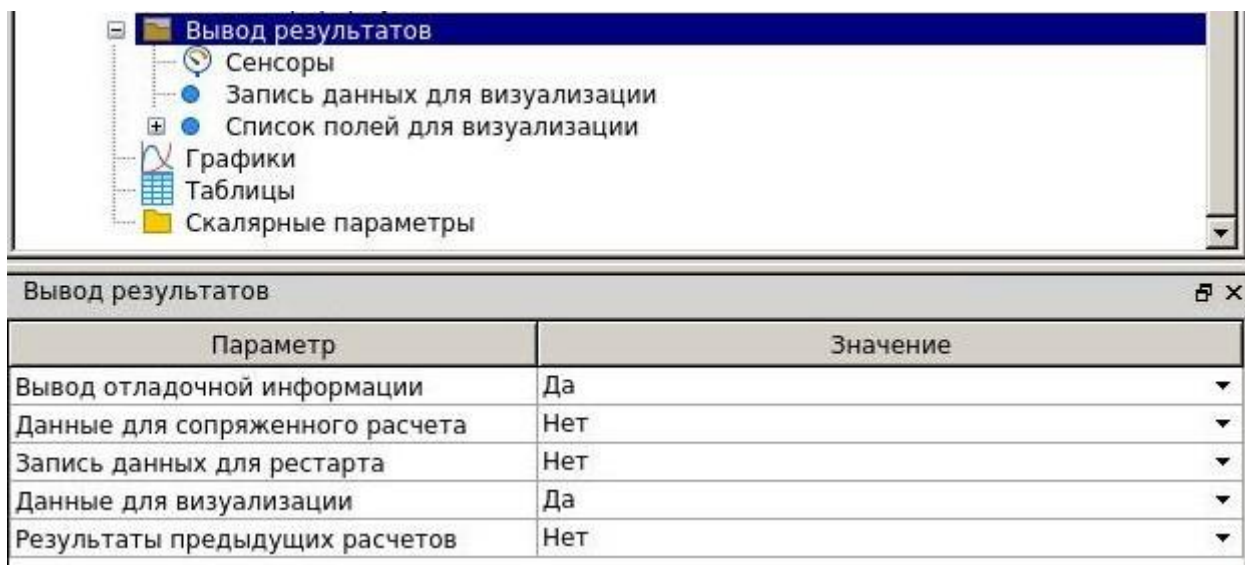 Вывод результатов
Сенсоры
Запись данных для визуализации
Список полей для визуализации
Графики
Таблицы
Скалярные параметры
Вывод результатов
Параметр Значение
Вывод отладочной информации Да
Данные для сопряженного расчета Нет
Запись данных для рестарта Нет
Данные для визуализации Да
Результаты предыдущих расчетов Нет